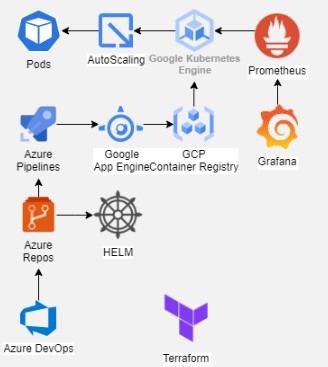 Pods
AutoScaling
Google Kubernetes
Engine
Prometheus
Azure
Pipelines
Google
App Engine
GCP
Container Registry
Grafana
Azure
Repos
HELM
Azure DevOps
Terraform